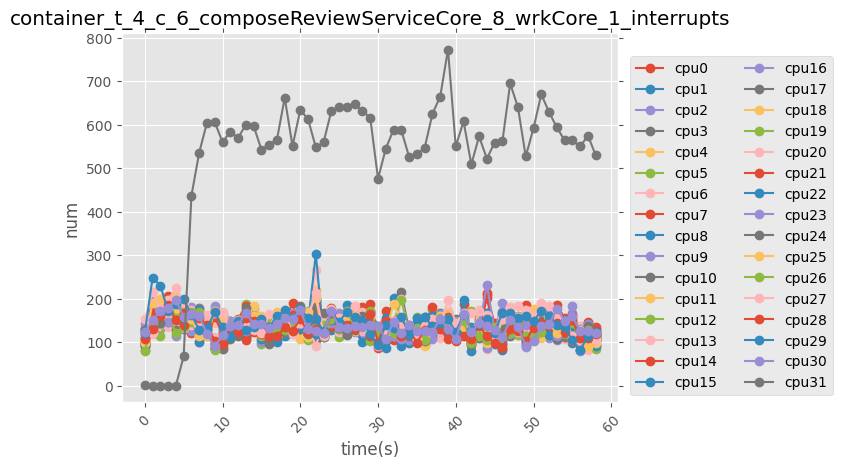 container_t_4_c_6_composeReviewServiceCore_8_wrkCore_1_interrupts
800
700
600
500
400
300
200
100
0
num
0
10
20
30
40
50
60
time(s)
cpu0
cpu1
cpu2
cpu3
cpu4
cpu5
cpu6
cpu7
cpu8
cpu9
cpu10
cpu11
cpu12
cpu13
cpu14
cpu15
cpu16
cpu17
cpu18
cpu19
cpu20
cpu21
cpu22
cpu23
cpu24
cpu25
cpu26
cpu27
cpu28
cpu29
cpu30
cpu31